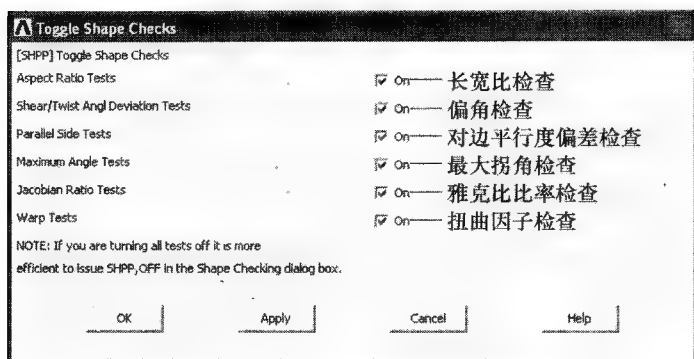 Toggle Shape Checks
[SHPP] Toggle Shape Checks
Aspect Ratio Tests On 长宽比检查
Shear/Twist Angl Deviation Tests On 偏角检查
Parallel Side Tests On 对边平行度偏差检查
Maximum Angle Tests On 最大拐角检查
Jacobian Ratio Tests On 雅克比比率检查
Warp Tests On 扭曲因子检查
NOTE: If you are turning all tests off it is more
efficient to issue SHPP,OFF in the Shape Checking dialog box.
OK Apply Cancel Help